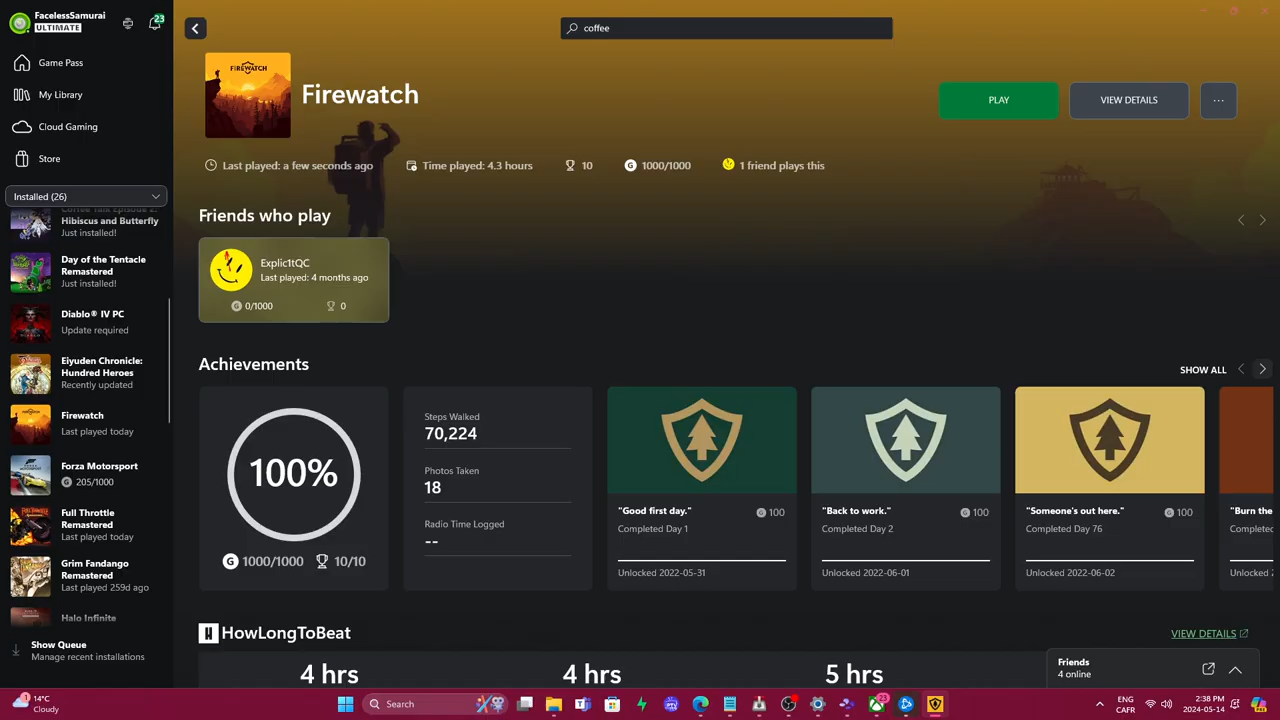 FacelessSamurai
ULTIMATE
23
coffee
Game Pass
My Library
Cloud Gaming
Store
Installed (26)
Coffee Talk Episode 2:
Hibiscus and Butterfly
Just installed!
Day of the Tentacle
Remastered
Just installed!
Diablo® IV PC
Update required
Eiyuden Chronicle:
Hundred Heroes
Recently updated
Firewatch
Last played today
Forza Motorsport
G 205/1000
Full Throttle
Remastered
Last played today
Grim Fandango
Remastered
Last played 259d ago
Halo Infinite
Show Queue
Manage recent installations
FIREWATCH
Firewatch
PLAY
VIEW DETAILS
...
Last played: a few seconds ago
Time played: 4.3 hours
10
G 1000/1000
1 friend plays this
Friends who play
Explic1tQC
Last played: 4 months ago
G 0/1000
0
Achievements
SHOW ALL
100%
G 1000/1000
10/10
Steps Walked
70,224
Photos Taken
18
Radio Time Logged
--
"Good first day."
G 100
Completed Day 1
Unlocked 2022-05-31
"Back to work."
G 100
Completed Day 2
Unlocked 2022-06-01
"Someone's out here."
G 100
Completed Day 76
Unlocked 2022-06-02
"Burn the
Completed
Unlocked 2
HowLongToBeat
VIEW DETAILS
4 hrs
4 hrs
5 hrs
Friends
4 online
1
14°C
Cloudy
Search
23
ENG
CAFR
2:38 PM
2024-05-14